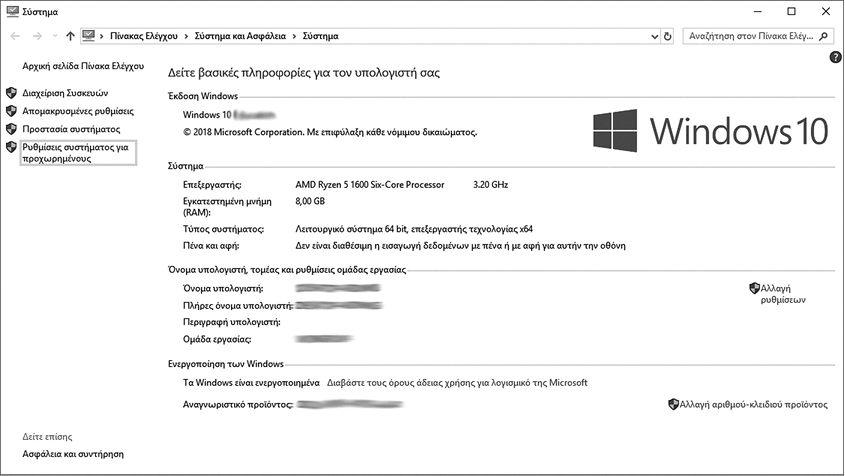 Σύστημα
Πίνακας Ελέγχου
Σύστημα και Ασφάλεια
Σύστημα
Αναζήτηση στον Πίνακα Ελέγ...
Αρχική σελίδα Πίνακα Ελέγχου
Διαχείριση Συσκευών
Απομακρυσμένες ρυθμίσεις
Προστασία συστήματος
Ρυθμίσεις συστήματος για
προχωρημένους
Δείτε βασικές πληροφορίες για τον υπολογιστή σας
Έκδοση Windows
Windows 10
© 2018 Microsoft Corporation. Με επιφύλαξη κάθε νόμιμου δικαιώματος.
Windows 10
Σύστημα
Επεξεργαστής: AMD Ryzen 5 1600 Six-Core Processor 3.20 GHz
Εγκατεστημένη μνήμη 8,00 GB
(RAM):
Τύπος συστήματος: Λειτουργικό σύστημα 64 bit, επεξεργαστής τεχνολογίας x64
Πένα και αφή: Δεν είναι διαθέσιμη η εισαγωγή δεδομένων με πένα ή με αφή για αυτήν την οθόνη
Όνομα υπολογιστή, τομέας και ρυθμίσεις ομάδας εργασίας
Όνομα υπολογιστή:
Αλλαγή
ρυθμίσεων
Πλήρες όνομα υπολογιστή:
Περιγραφή υπολογιστή:
Ομάδα εργασίας:
Ενεργοποίηση των Windows
Τα Windows είναι ενεργοποιημένα Διαβάστε τους όρους άδειας χρήσης για λογισμικό της Microsoft
Αναγνωριστικό προϊόντος:
Αλλαγή αριθμού-κλειδιού προϊόντος
Δείτε επίσης
Ασφάλεια και συντήρηση